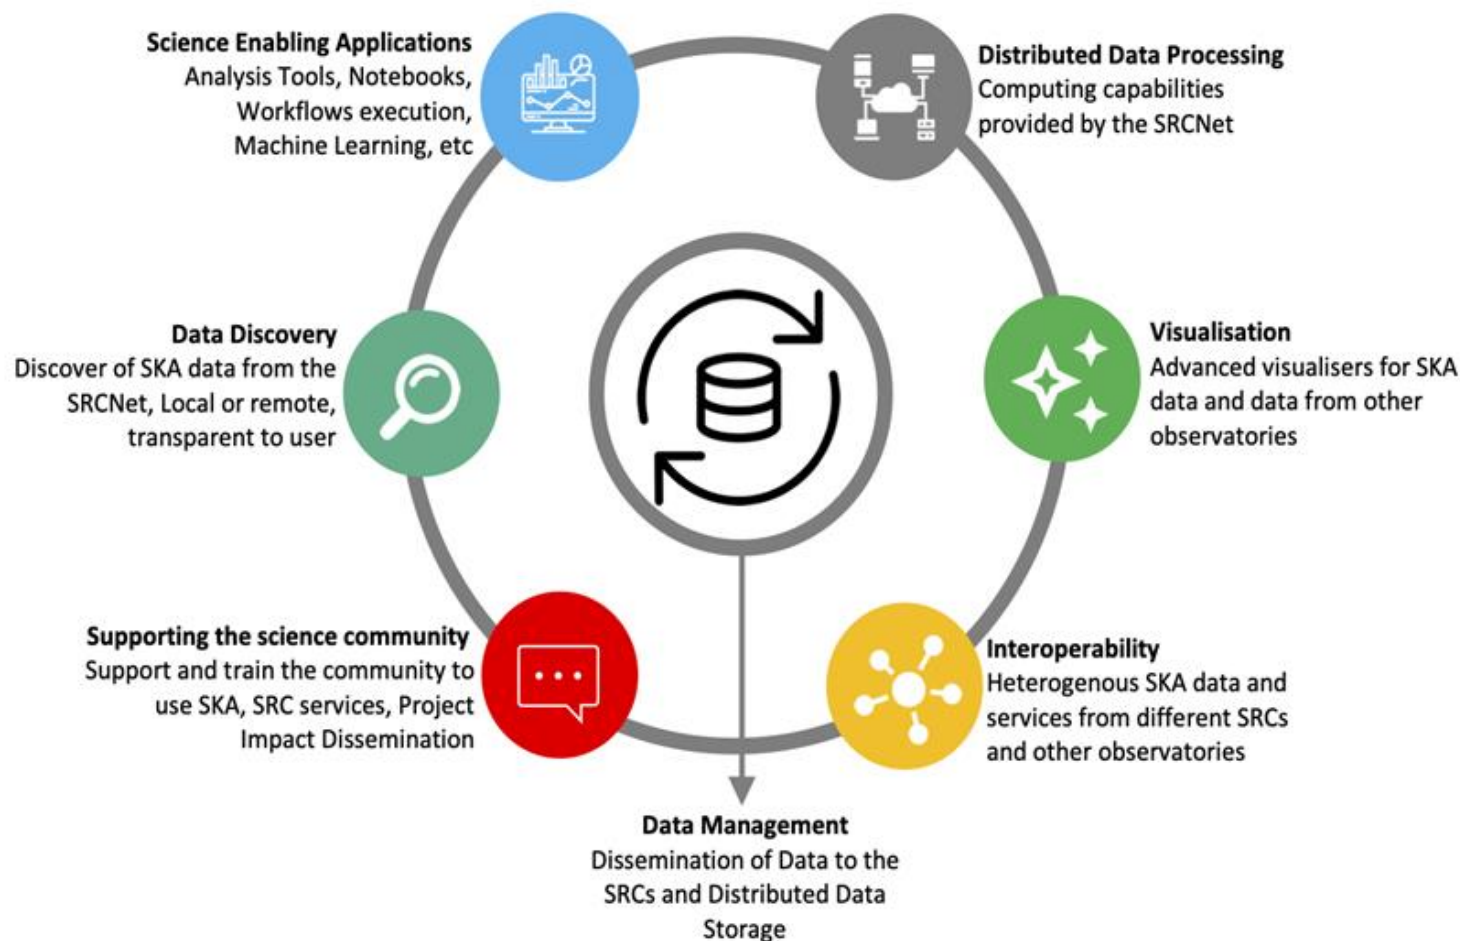 Science Enabling Applications
Analysis Tools, Notebooks,
Workflows execution,
Machine Learning, etc
Distributed Data Processing
Computing capabilities
provided by the SRCNet
Data Discovery
Discover of SKA data from the
SRCNet, Local or remote,
transparent to user
Visualisation
Advanced visualisers for SKA
data and data from other
observatories
Supporting the science community
Support and train the community to
use SKA, SRC services, Project
Impact Dissemination
Interoperability
Heterogenous SKA data and
services from different SRCs
and other observatories
Data Management
Dissemination of Data to the
SRCs and Distributed Data
Storage